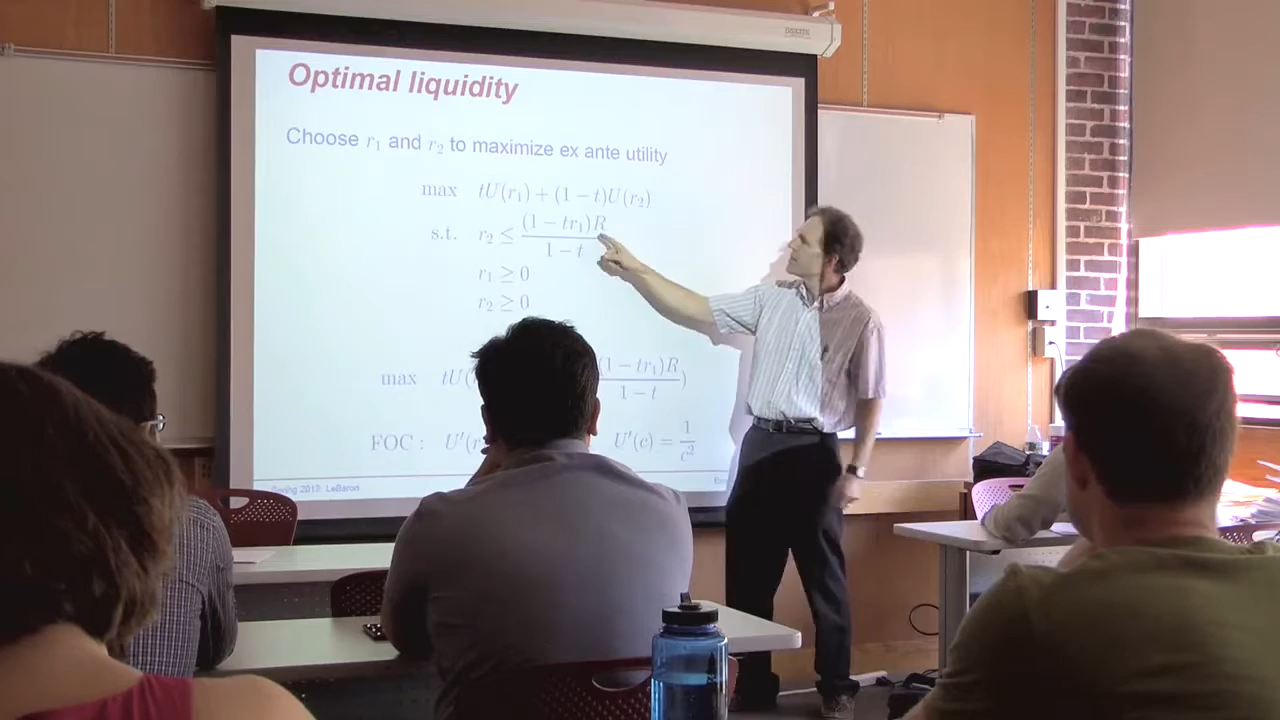 Optimal liquidity
Choose r₁ and r₂ to maximize ex ante utility
max tU(r₁) + (1 − t)U(r₂)
s.t. r₂ ≤ (1 − tr₁)R / 1 − t
r₁ ≥ 0
r₂ ≥ 0
max tU( (1 − tr₁)R / 1 − t )
FOC : U′(r U′(c) = 1 / c²
Spring 2013: LeBaron